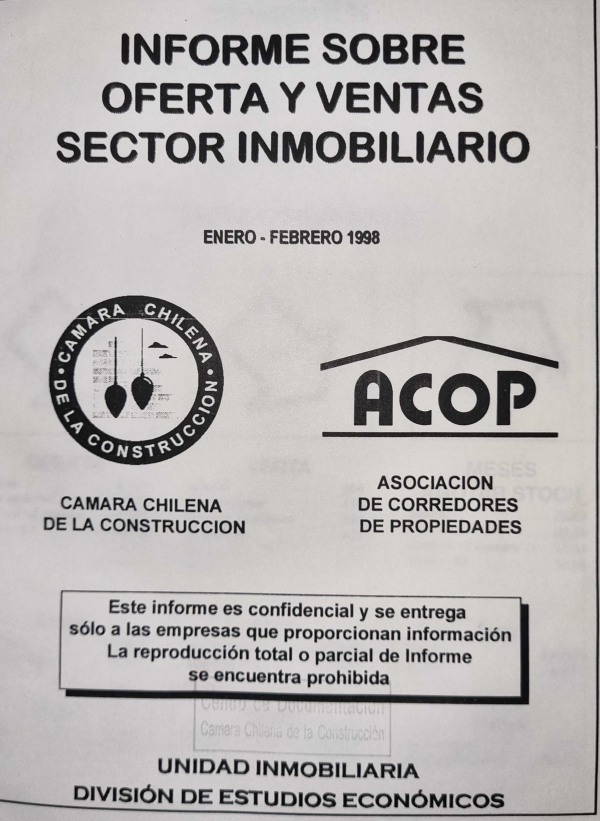 INFORME SOBRE
OFERTA Y VENTAS
SECTOR INMOBILIARIO
ENERO - FEBRERO 1998
CAMARA CHILENA
DE LA CONSTRUCCION
ACOP
CAMARA CHILENA
DE LA CONSTRUCCION
ASOCIACION
DE CORREDORES
DE PROPIEDADES
Este informe es confidencial y se entrega
sólo a las empresas que proporcionan información
La reproducción total o parcial de Informe
se encuentra prohibida
Centro de Documentación
Camara Chilena de la Construcción
UNIDAD INMOBILIARIA
DIVISIÓN DE ESTUDIOS ECONÓMICOS